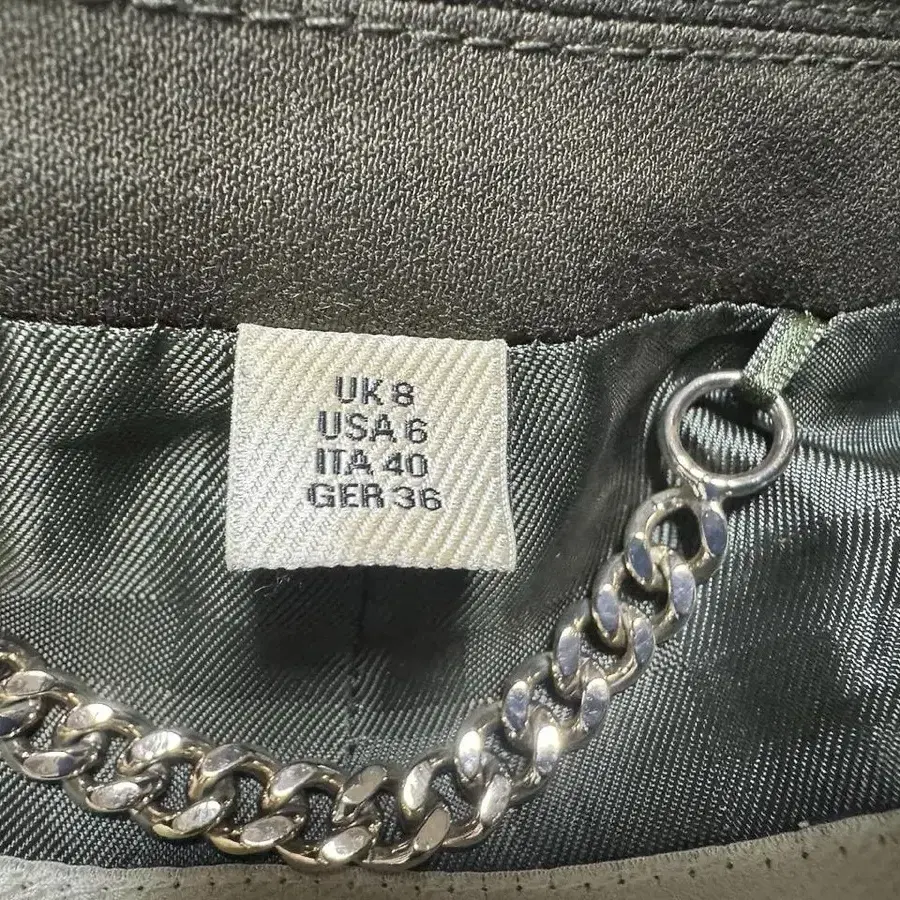 UK 8
USA 6
ITA 40
GER 36